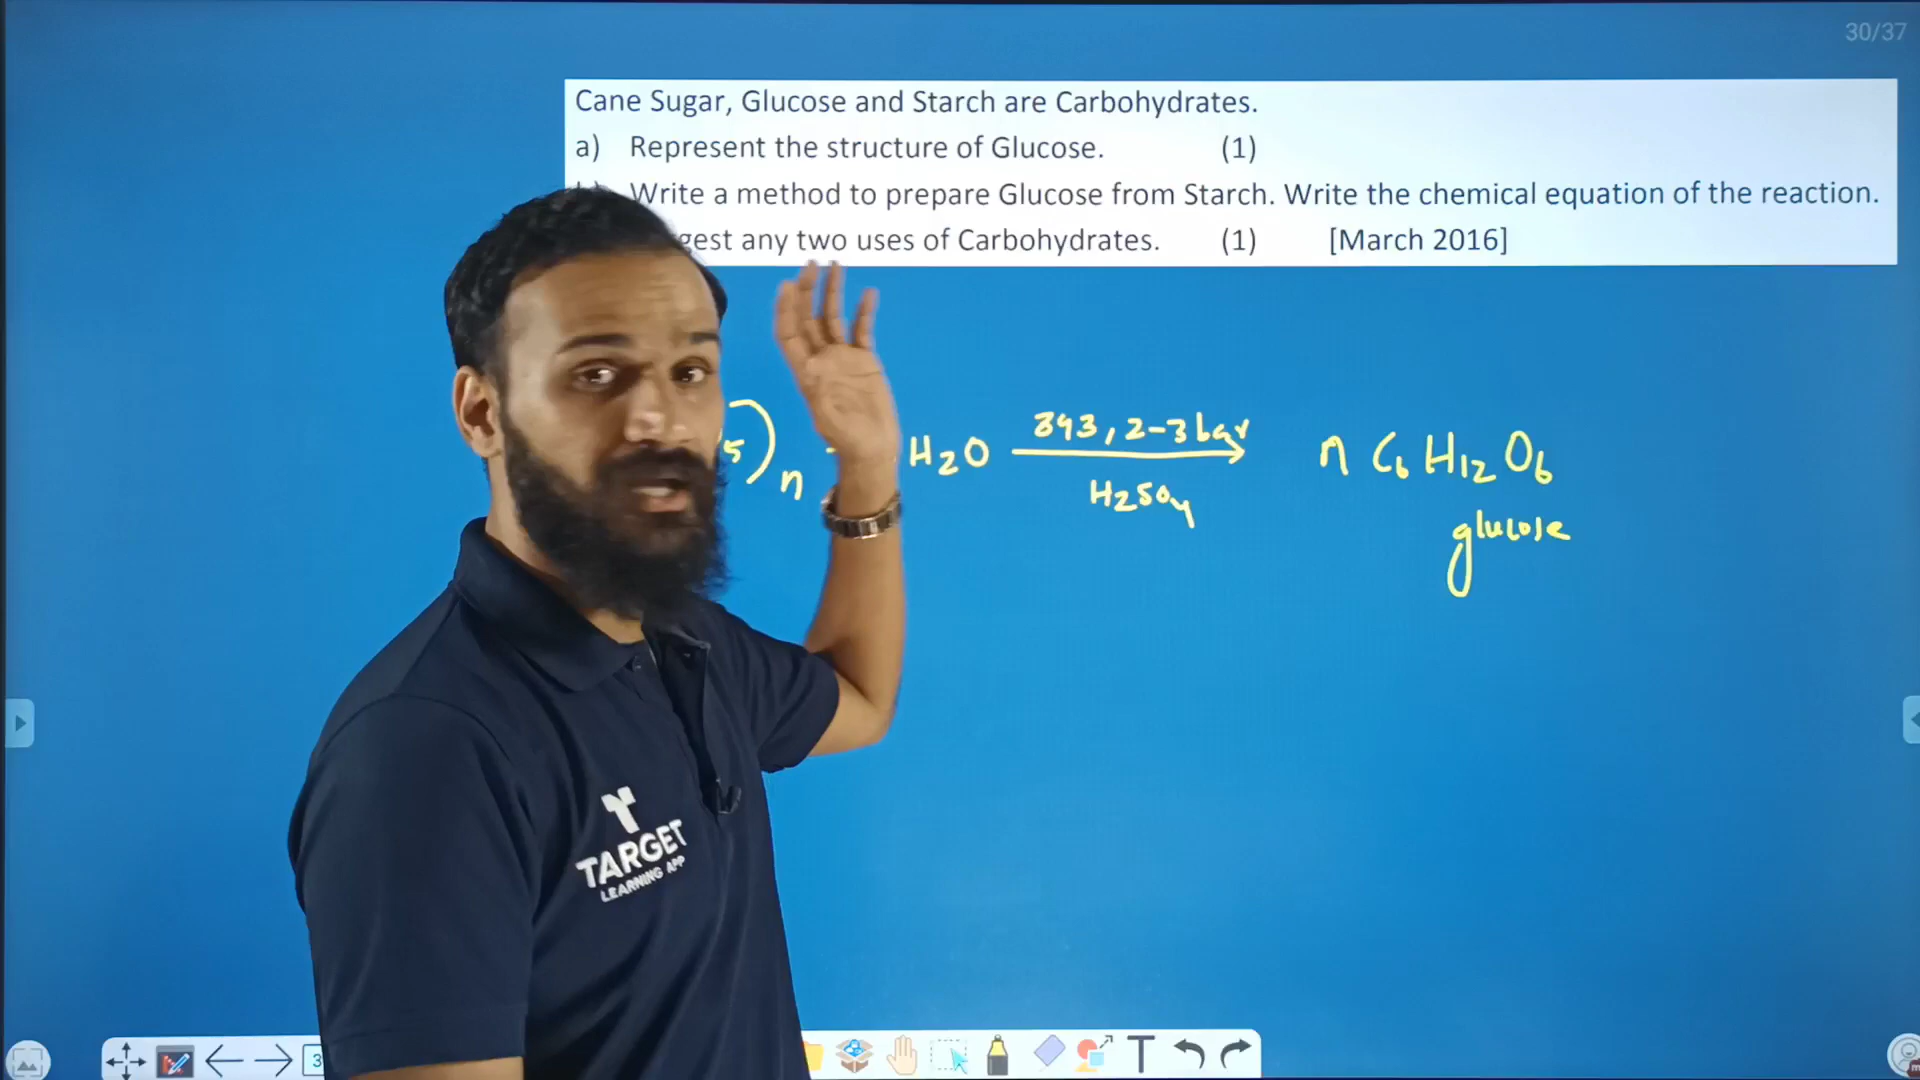 30/37
Cane Sugar, Glucose and Starch are Carbohydrates.
a) Represent the structure of Glucose. (1)
Write a method to prepare Glucose from Starch. Write the chemical equation of the reaction.
gest any two uses of Carbohydrates. (1) [March 2016]
5)n H2O 393, 2-3 bar H2SO4 n C6H12O6
glucose
TARGET
LEARNING APP
3
T